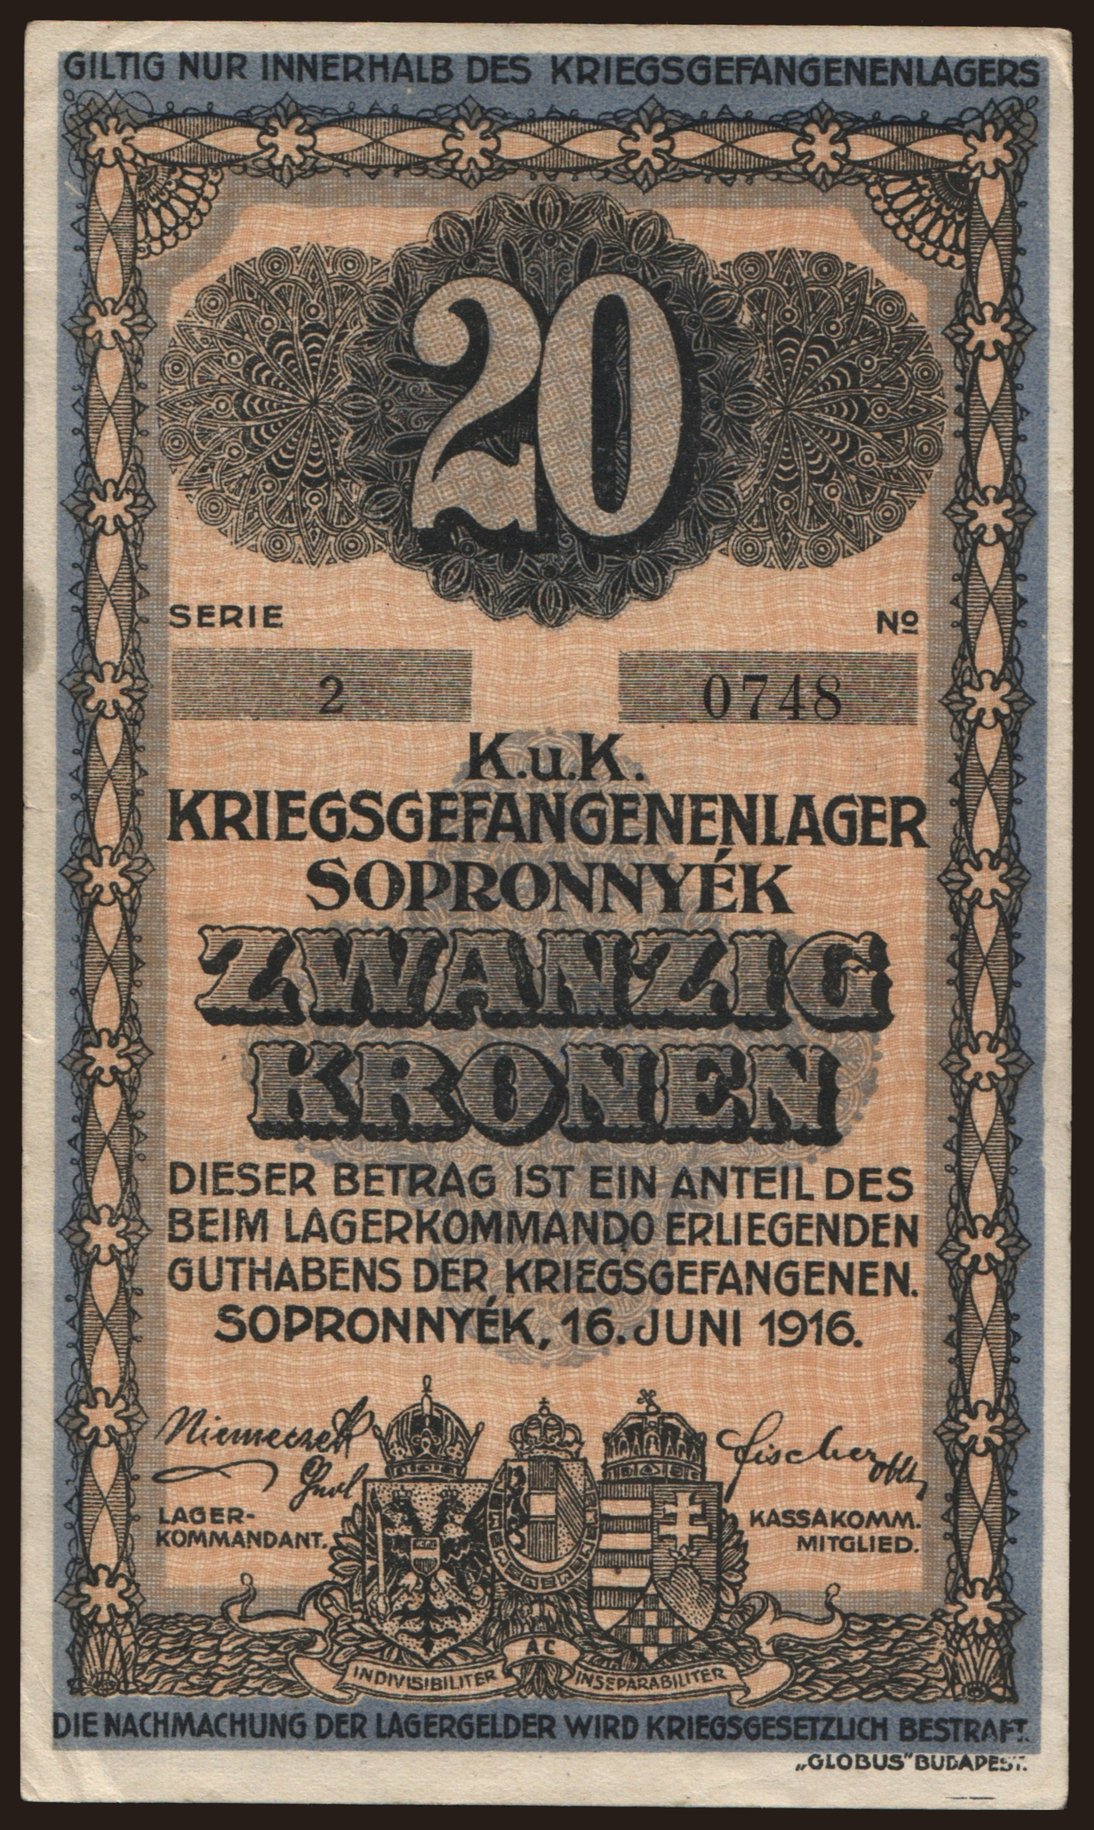 GILTIG NUR INNERHALB DES KRIEGSGEFANGENENLAGERS
20
SERIE
No
2
0748
K.u.K.
KRIEGSGEFANGENENLAGER
SOPRONNYÉK
ZWANZIG
KRONEN
DIESER BETRAG IST EIN ANTEIL DES
BEIM LAGERKOMMANDO ERLIEGENDEN
GUTHABENS DER KRIEGSGEFANGENEN.
SOPRONNYÉK, 16. JUNI 1916.
Fischer
LAGER-
KOMMANDANT.
KASSAKOMM.
MITGLIED.
INDIVISIBILITER AC INSEPARABILITER
DIE NACHMACHUNG DER LAGERGELDER WIRD KRIEGSGESETZLICH BESTRAFT.
„GLOBUS" BUDAPEST.